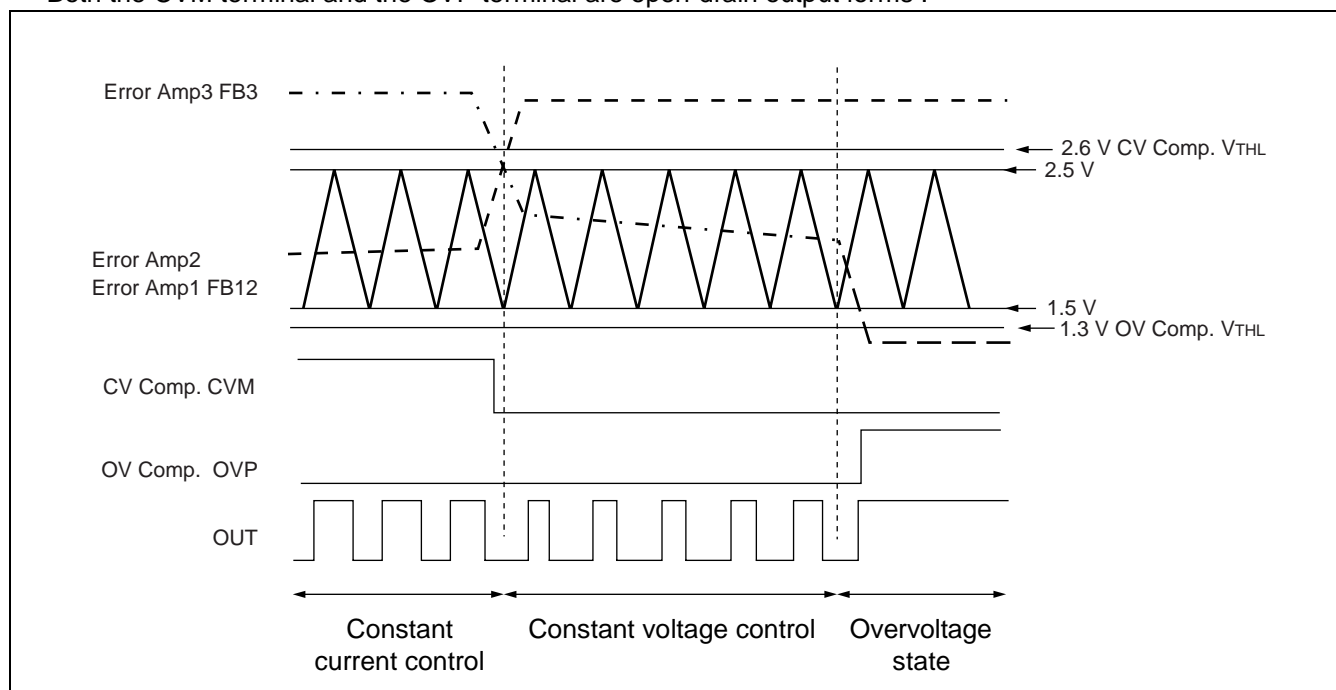 Both the CVM terminal and the OVP terminal are open-drain output forms :
Error Amp3 FB3
2.6 V CV Comp. VTHL
2.5 V
Error Amp2
Error Amp1 FB12
1.5 V
1.3 V OV Comp. VTHL
CV Comp. CVM
OV Comp. OVP
OUT
Constant
current control
Constant voltage control
Overvoltage
state